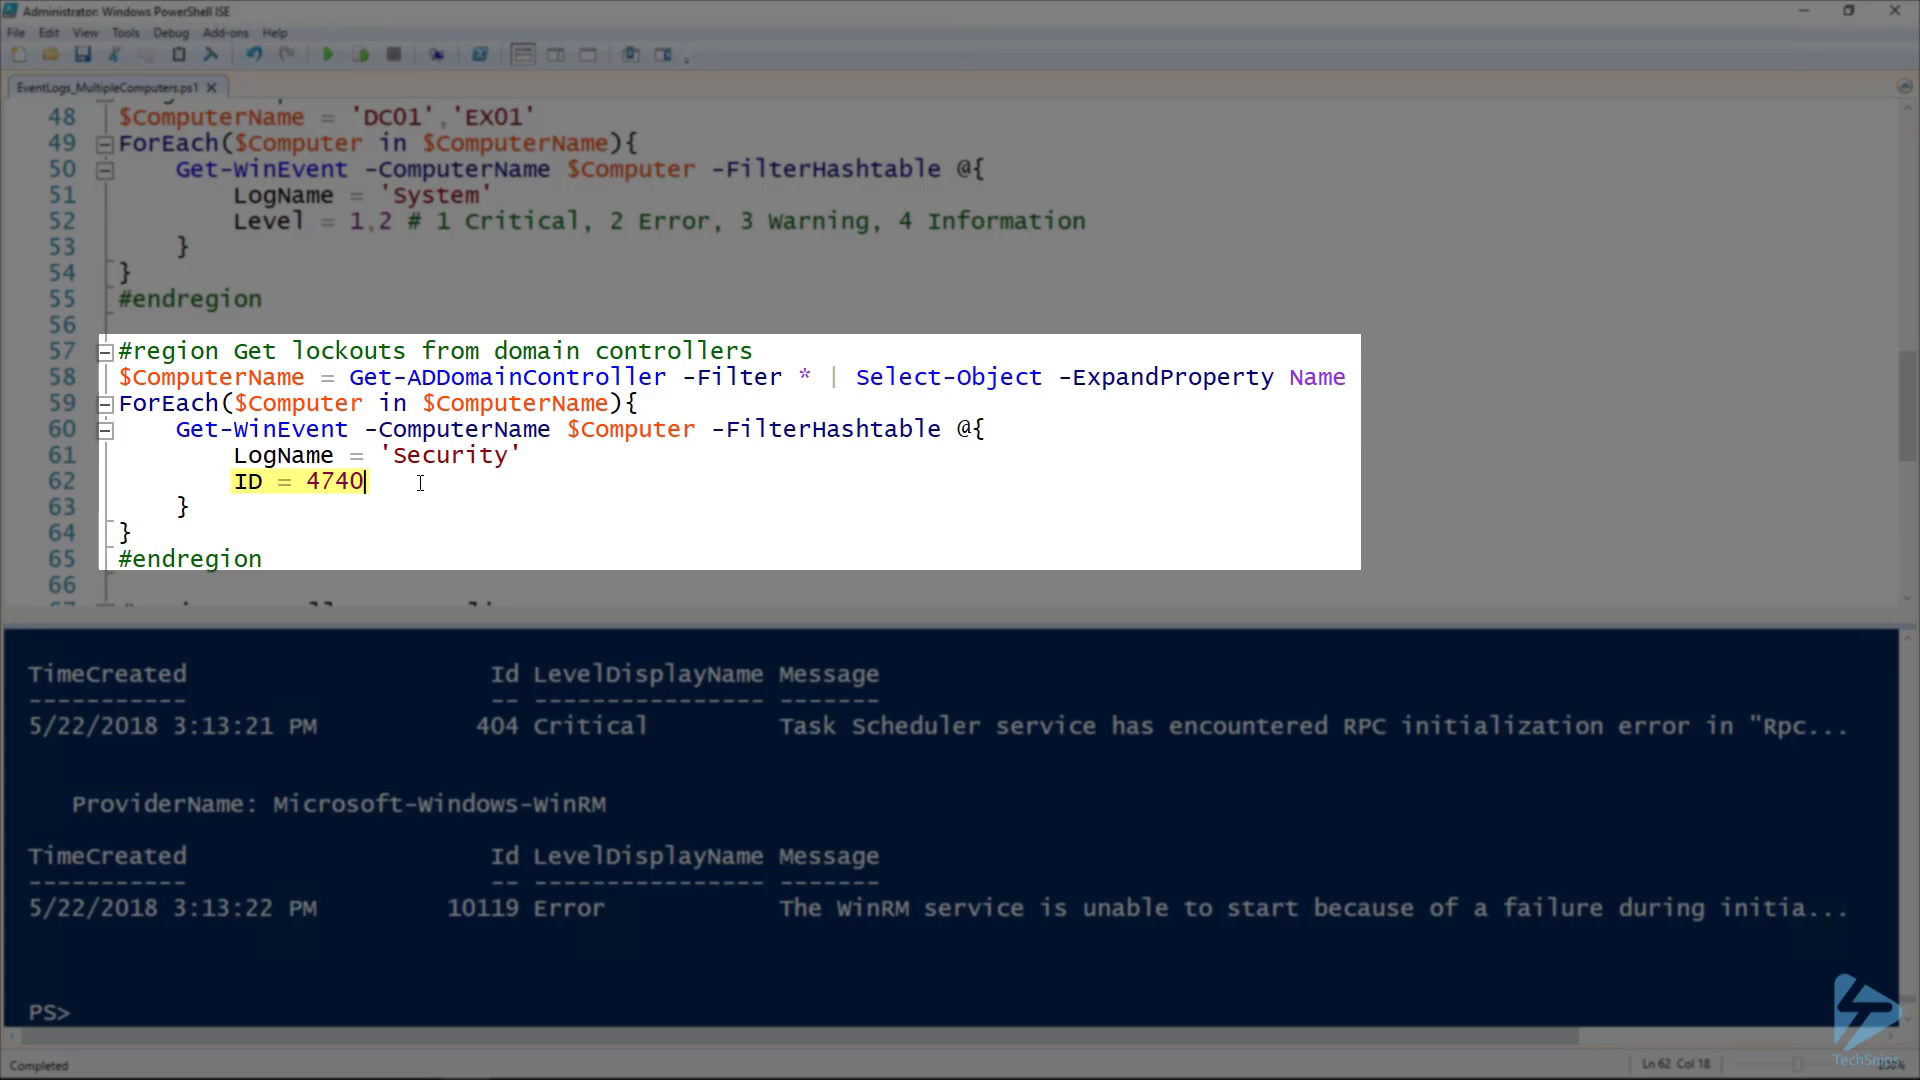 Administrator: Windows PowerShell ISE
File Edit View Tools Debug Add-ons Help
EventLogs_MultipleComputers.ps1
48 $ComputerName = 'DC01','EX01'
49 ForEach($Computer in $ComputerName){
50 Get-WinEvent -ComputerName $Computer -FilterHashtable @{
51 LogName = 'System'
52 Level = 1,2 # 1 Critical, 2 Error, 3 Warning, 4 Information
53 }
54 }
55 #endregion
56
57 #region Get lockouts from domain controllers
58 $ComputerName = Get-ADDomainController -Filter * | Select-Object -ExpandProperty Name
59 ForEach($Computer in $ComputerName){
60 Get-WinEvent -ComputerName $Computer -FilterHashtable @{
61 LogName = 'Security'
62 ID = 4740
63 }
64 }
65 #endregion
66
TimeCreated Id LevelDisplayName Message
----------- -- ---------------- -------
5/22/2018 3:13:21 PM 404 Critical Task Scheduler service has encountered RPC initialization error in "Rpc...
ProviderName: Microsoft-Windows-WinRM
TimeCreated Id LevelDisplayName Message
----------- -- ---------------- -------
5/22/2018 3:13:22 PM 10119 Error The WinRM service is unable to start because of a failure during initia...
PS>
Completed
Ln 62 Col 18
TechSnips